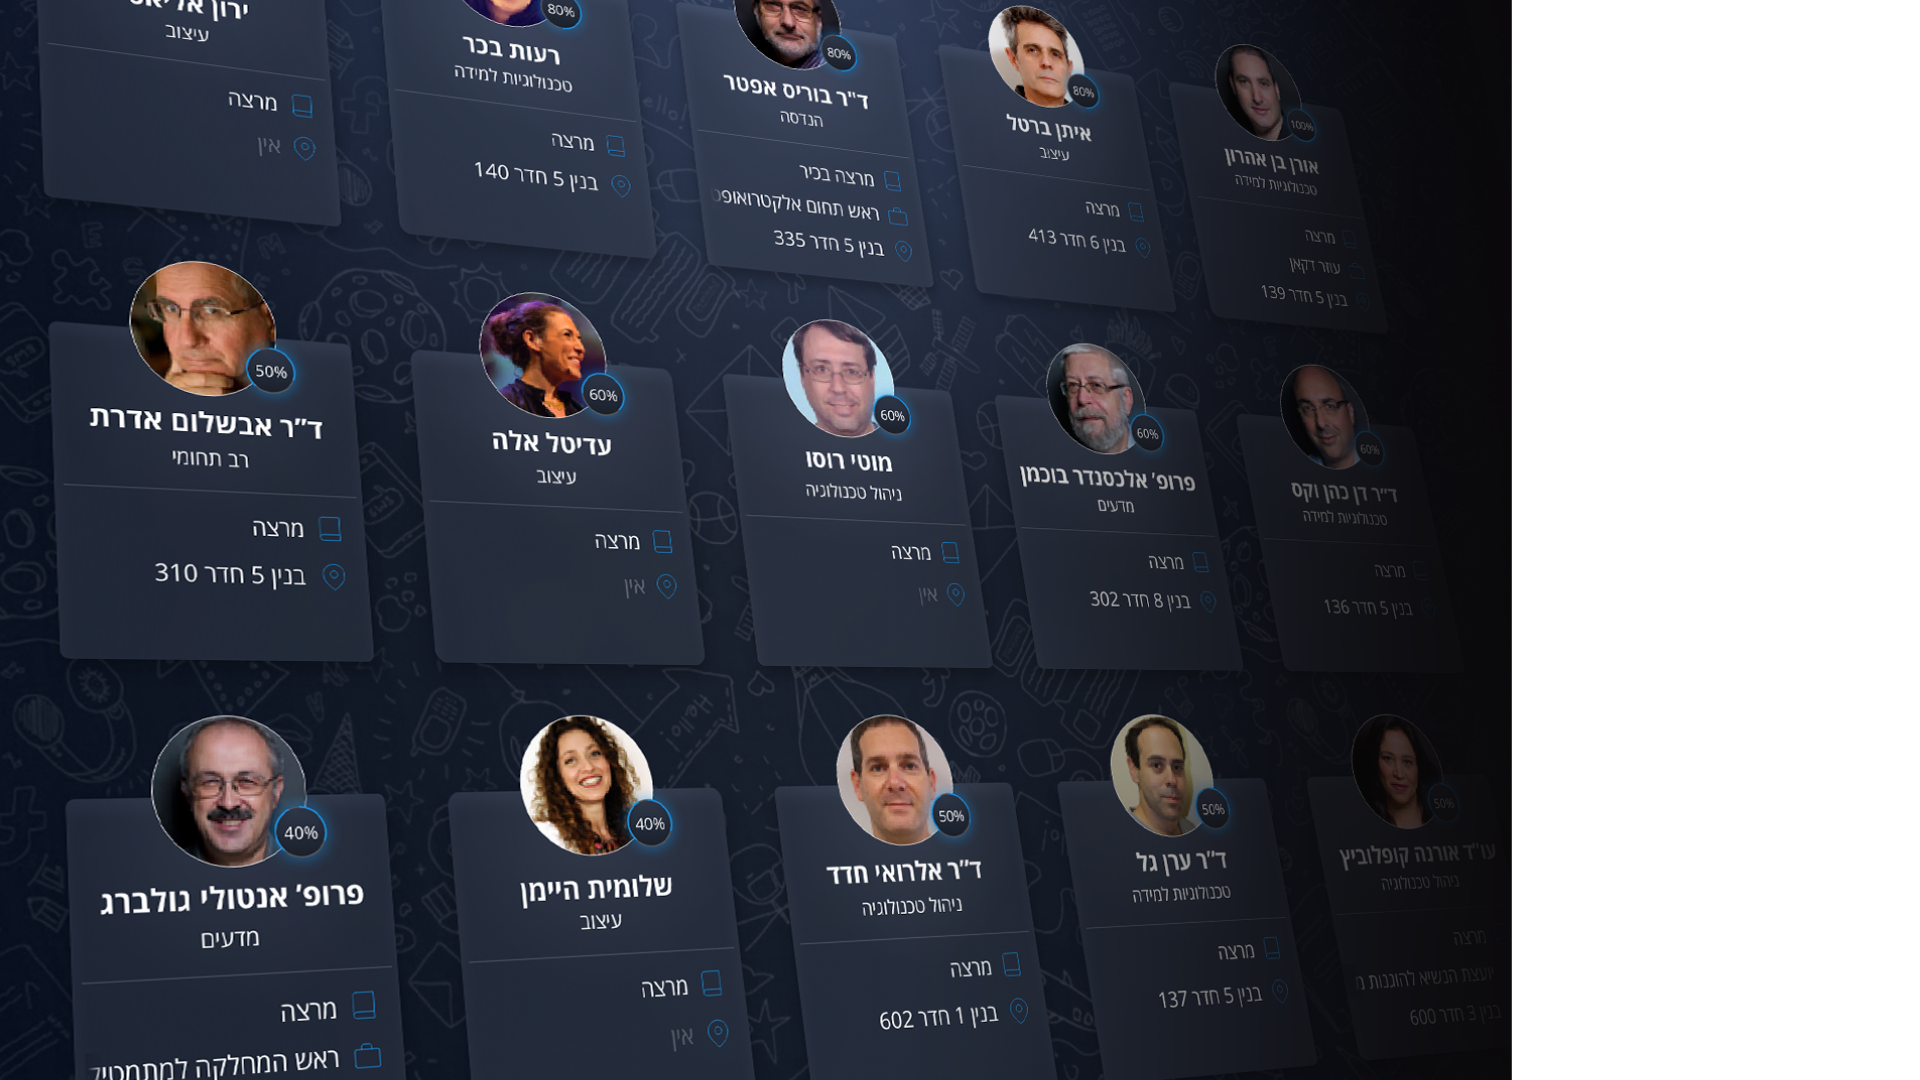 אורן בן אהרון
100%
טכנולוגיות למידה
מרצה
עוזר דקאן
בנין 5 חדר 139
איתן ברטל
80%
עיצוב
מרצה
בנין 6 חדר 413
ד"ר בוריס אפטר
80%
הנדסה
מרצה בכיר
ראש תחום אלקטרואופ
בנין 5 חדר 335
רעות בכר
80%
טכנולוגיות למידה
מרצה
בנין 5 חדר 140
ירון
עיצוב
מרצה
אין
60%
ד״ר דן כהן וקס
טכנולוגיות למידה
מרצה
בנין 5 חדר 136
60%
פרופ׳ אלכסנדר בוכמן
מדעים
מרצה
בנין 8 חדר 302
60%
מוטי רוסו
ניהול טכנולוגיה
מרצה
אין
60%
עדיטל אלה
עיצוב
מרצה
אין
50%
ד״ר אבשלום אדרת
רב תחומי
מרצה
בנין 5 חדר 310
50%
עו״ד אורנה קופלוביץ
ניהול טכנולוגיה
מרצה
יועצת הנשיא להוגנות מ
בנין 3 חדר 600
50%
ד״ר ערן גל
טכנולוגיות למידה
מרצה
בנין 5 חדר 137
50%
ד״ר אלרואי חדד
ניהול טכנולוגיה
מרצה
בנין 1 חדר 602
40%
שלומית היימן
עיצוב
מרצה
אין
40%
פרופ׳ אנטולי גולברג
מדעים
מרצה
ראש המחלקה למתמטיק